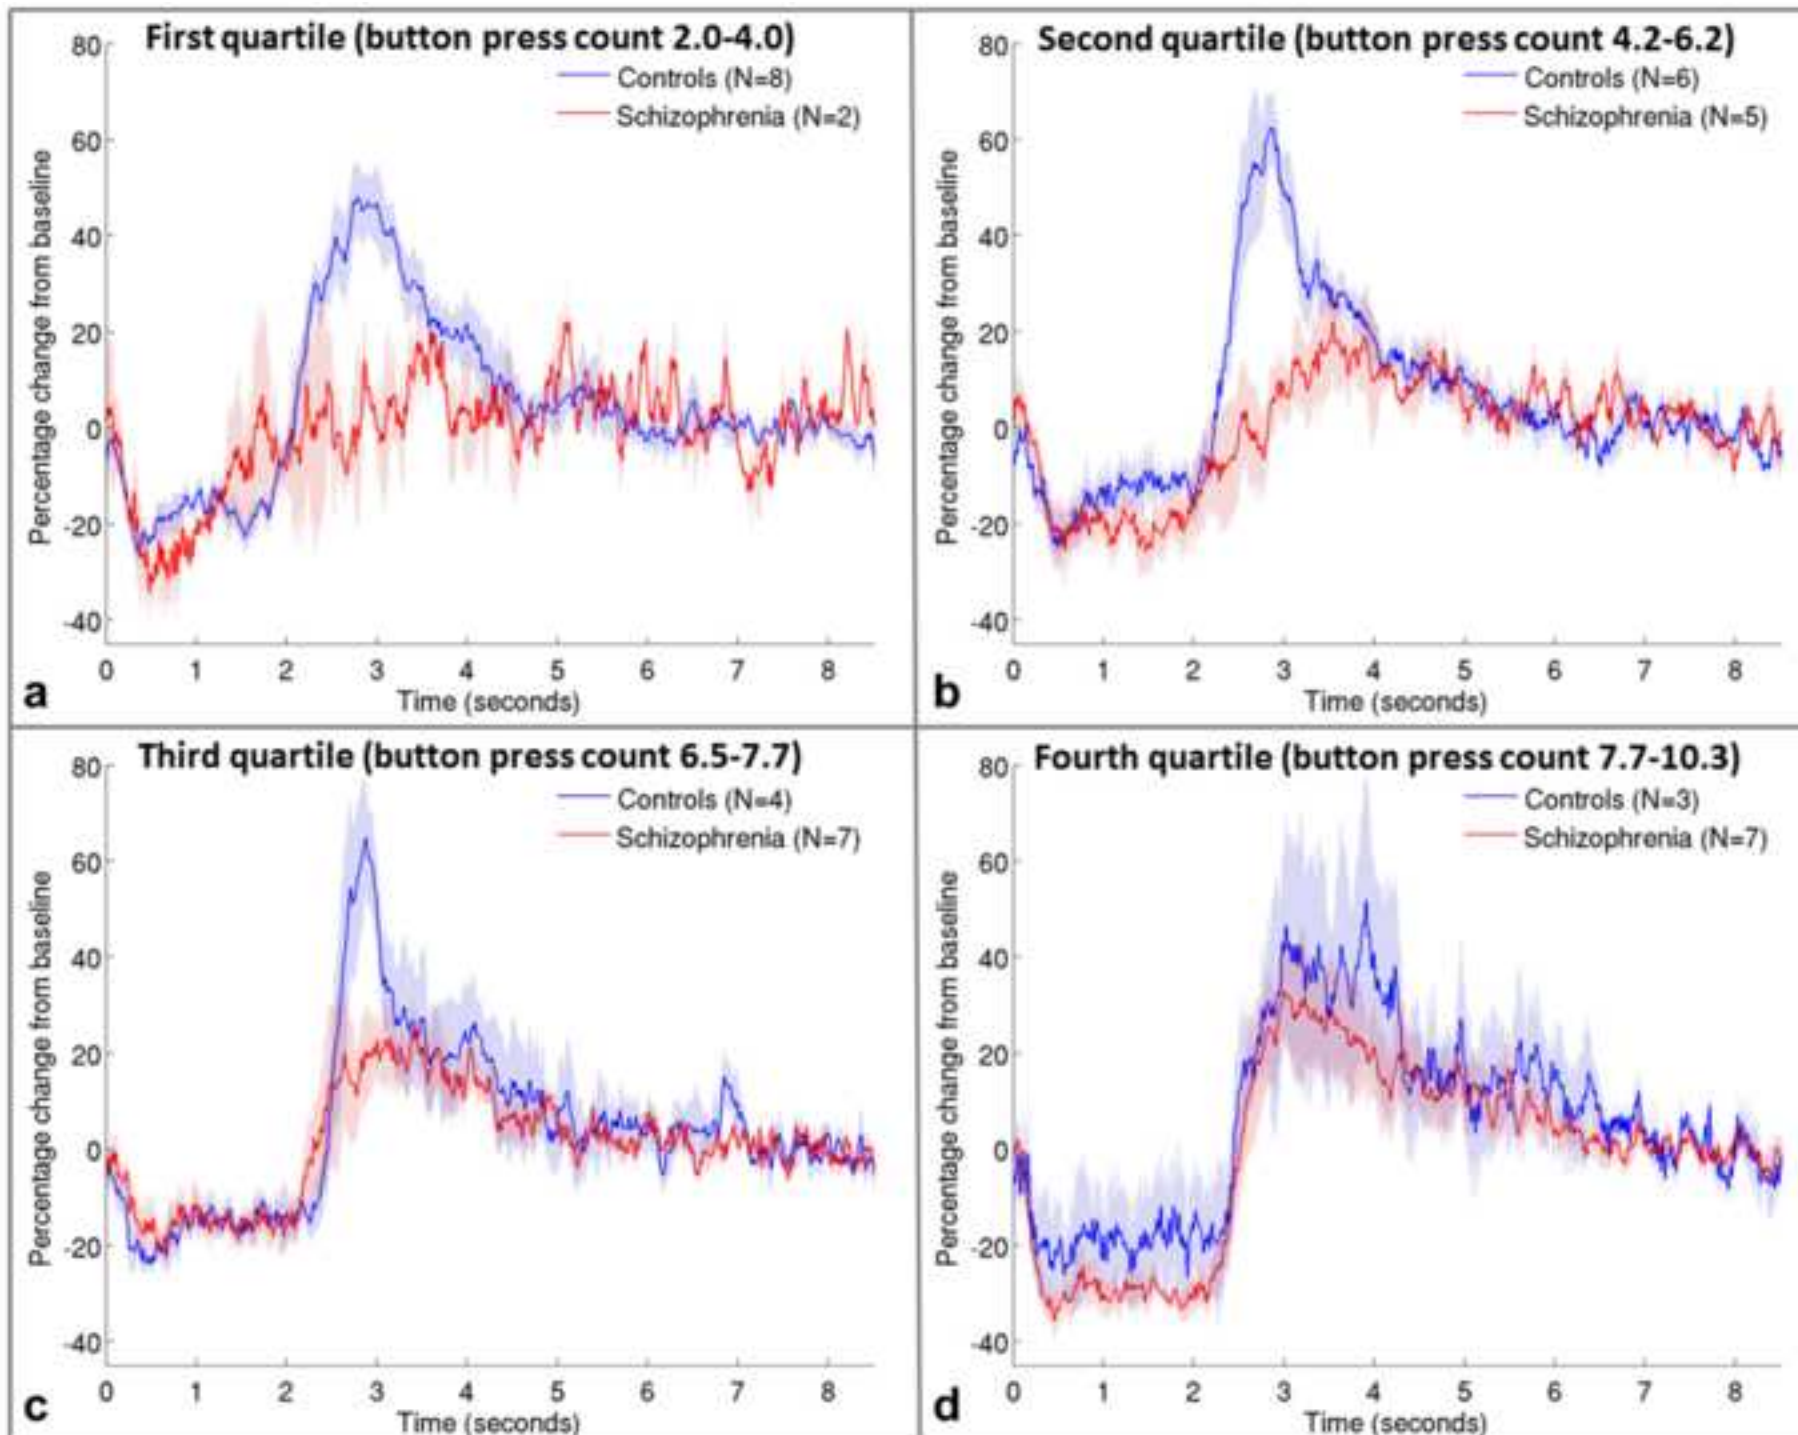 First quartile (button press count 2.0-4.0)
Controls (N=8)
Schizophrenia (N=2)
80
60
40
20
0
-20
-40
Percentage change from baseline
0 1 2 3 4 5 6 7 8
Time (seconds)
a
Second quartile (button press count 4.2-6.2)
Controls (N=6)
Schizophrenia (N=5)
80
60
40
20
0
-20
-40
Percentage change from baseline
0 1 2 3 4 5 6 7 8
Time (seconds)
b
Third quartile (button press count 6.5-7.7)
Controls (N=4)
Schizophrenia (N=7)
80
60
40
20
0
-20
-40
Percentage change from baseline
0 1 2 3 4 5 6 7 8
Time (seconds)
c
Fourth quartile (button press count 7.7-10.3)
Controls (N=3)
Schizophrenia (N=7)
80
60
40
20
0
-20
-40
Percentage change from baseline
0 1 2 3 4 5 6 7 8
Time (seconds)
d